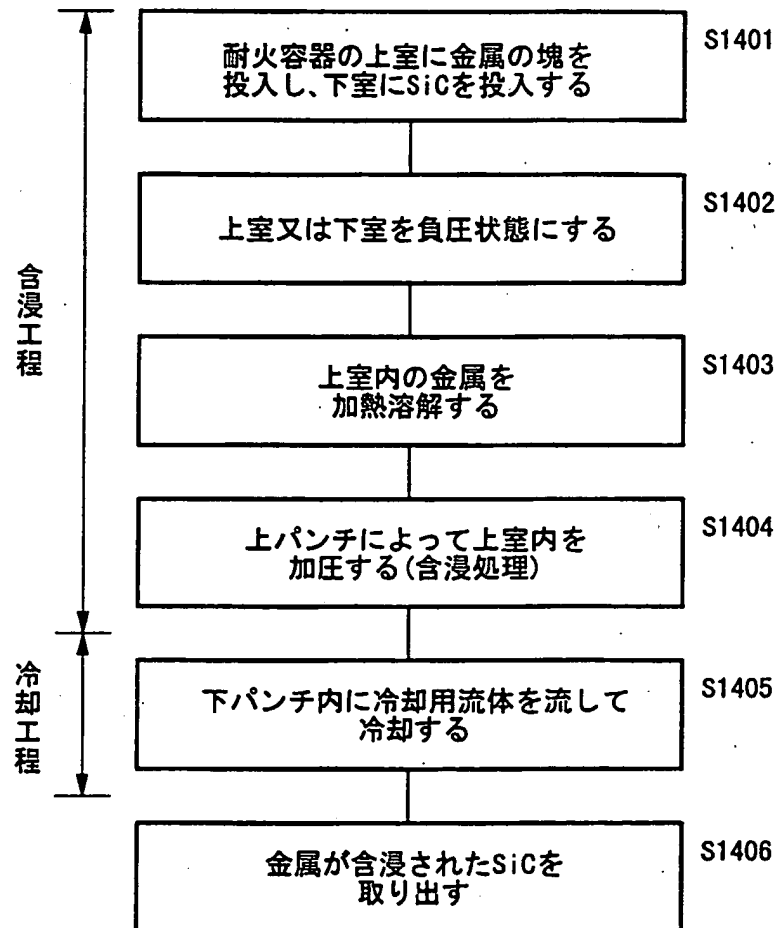 耐火容器の上室に金属の塊を
投入し、下室にSiCを投入する
S1401
上室又は下室を負圧状態にする
S1402
含浸工程
上室内の金属を
加熱溶解する
S1403
上パンチによって上室内を
加圧する(含浸処理)
S1404
冷却工程
下パンチ内に冷却用流体を流して
冷却する
S1405
金属が含浸されたSiCを
取り出す
S1406